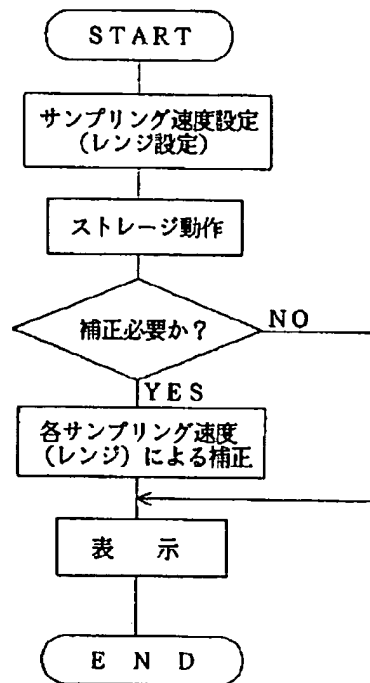 START
サンプリング速度設定
(レンジ設定)
ストレージ動作
補正必要か?
NO
YES
各サンプリング速度
(レンジ)による補正
表 示
END